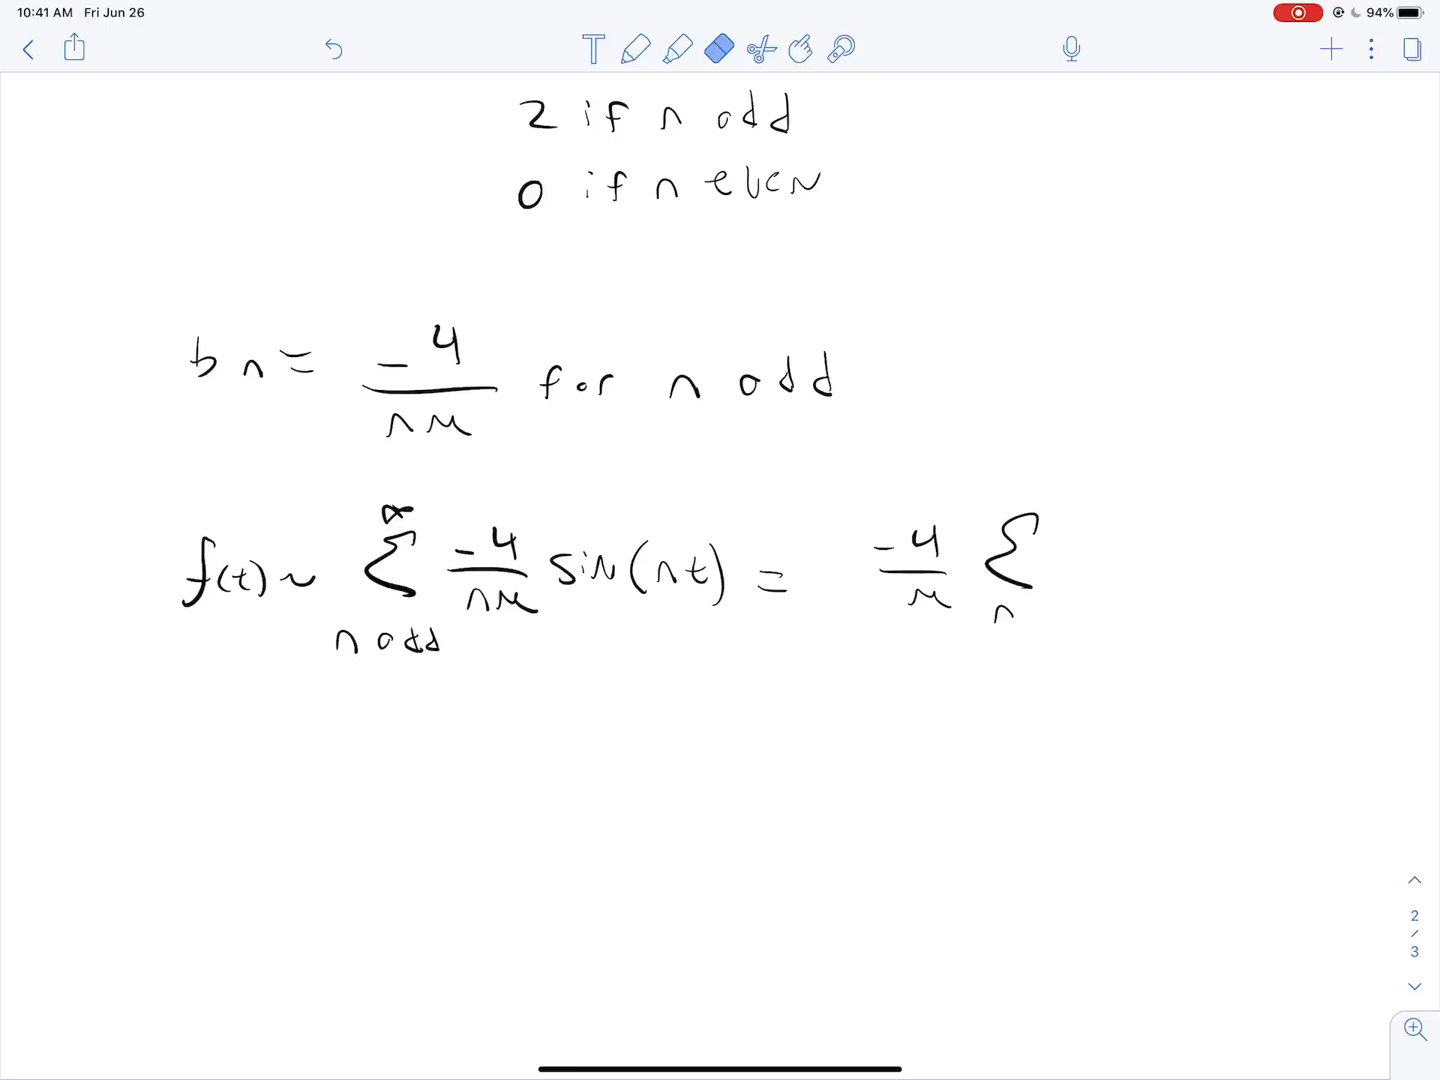 10:41 AM Fri Jun 26 94%
2 if n odd
0 if n even
bn = -4/nπ for n odd
f(t) ~ ∞∑n odd -4/nπ sin(nt) = -4/π ∑n
2
/
3